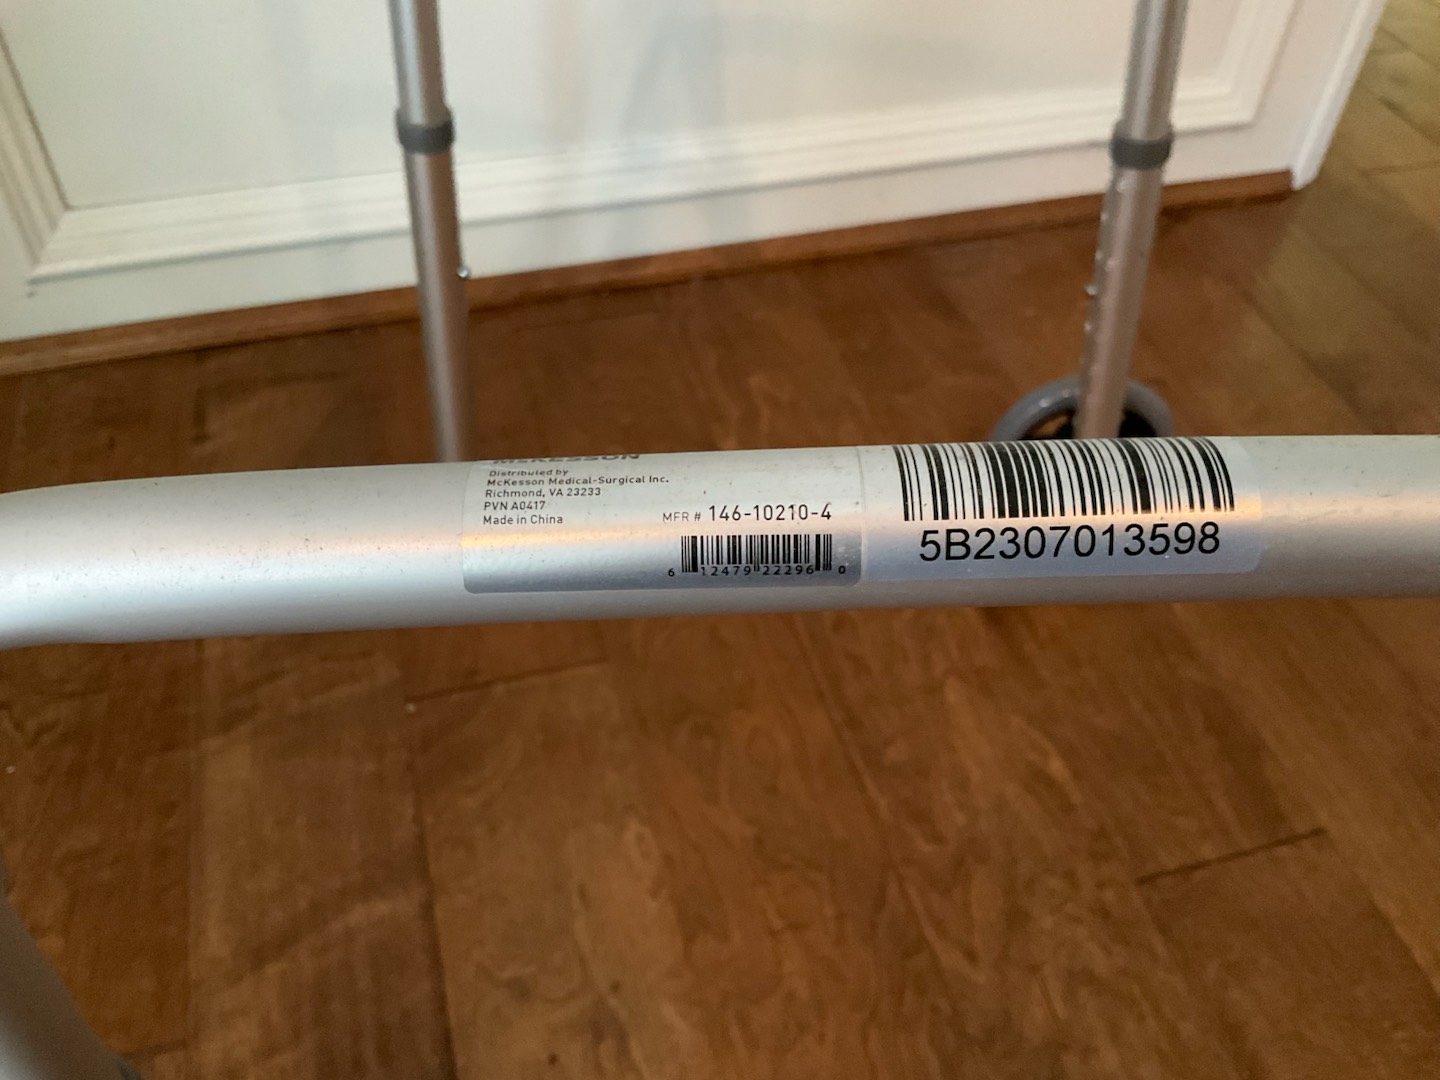 McKESSON
Distributed by
McKesson Medical-Surgical Inc.
Richmond, VA 23233
PVN A0417
Made in China
MFR # 146-10210-4
6 12479 22296 0
5B2307013598